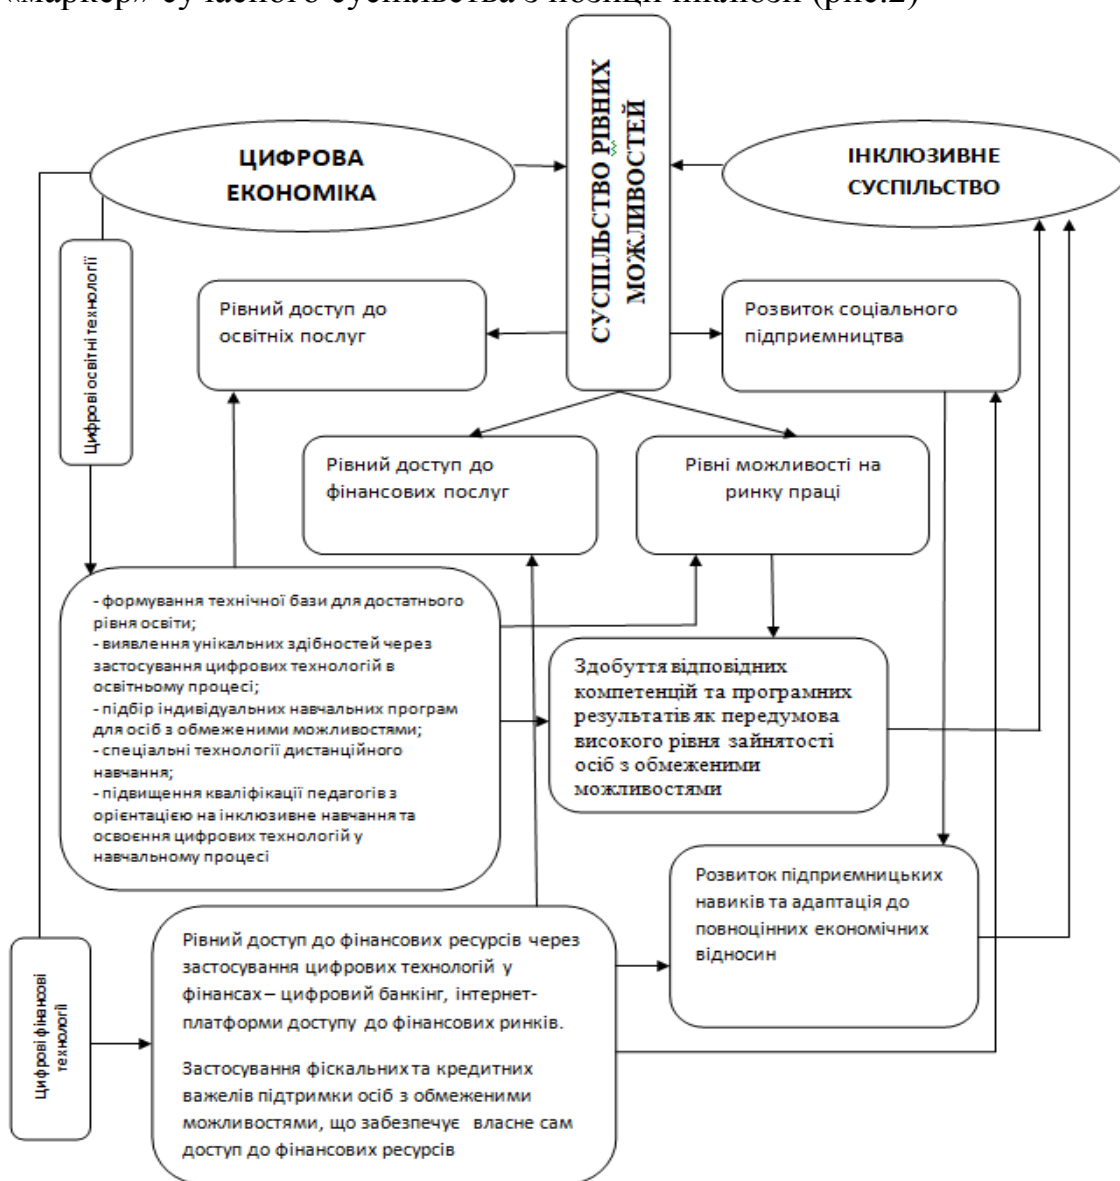 «маркер» сучасного суспільства з позиції інклюзії (рис.2)
ЦИФРОВА
ЕКОНОМІКА
СУСПІЛЬСТВО РІВНИХ
МОЖЛИВОСТЕЙ
ІНКЛЮЗИВНЕ
СУСПІЛЬСТВО
Цифрові освітні технології
Рівний доступ до
освітніх послуг
Розвиток соціального
підприємництва
Рівний доступ до
фінансових послуг
Рівні можливості на
ринку праці
- формування технічної бази для достатнього
рівня освіти;
- виявлення унікальних здібностей через
застосування цифрових технологій в
освітньому процесі;
- підбір індивідуальних навчальних програм
для осіб з обмеженими можливостями;
- спеціальні технології дистанційного
навчання;
- підвищення кваліфікації педагогів з
орієнтацією на інклюзивне навчання та
освоєння цифрових технологій у
навчальному процесі
Здобуття відповідних
компетенцій та програмних
результатів як передумова
високого рівня зайнятості
осіб з обмеженими
можливостями
Розвиток підприємницьких
навиків та адаптація до
повноцінних економічних
відносин
Цифрові фінансові
технології
Рівний доступ до фінансових ресурсів через
застосування цифрових технологій у
фінансах – цифровий банкінг, інтернет-
платформи доступу до фінансових ринків.
Застосування фіскальних та кредитних
важелів підтримки осіб з обмеженими
можливостями, що забезпечує власне сам
доступ до фінансових ресурсів